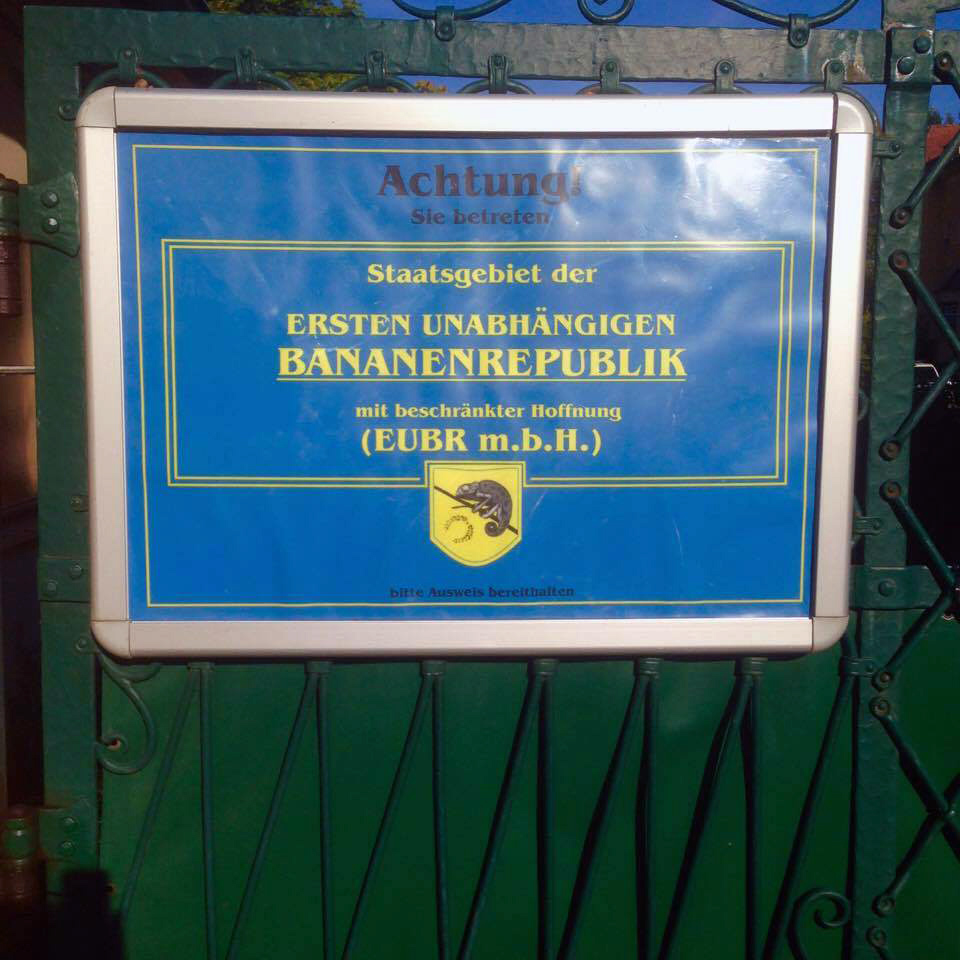 Achtung!
Sie betreten
Staatsgebiet der
ERSTEN UNABHÄNGIGEN
BANANENREPUBLIK
mit beschränkter Hoffnung
(EUBR m.b.H.)
bitte Ausweis bereithalten